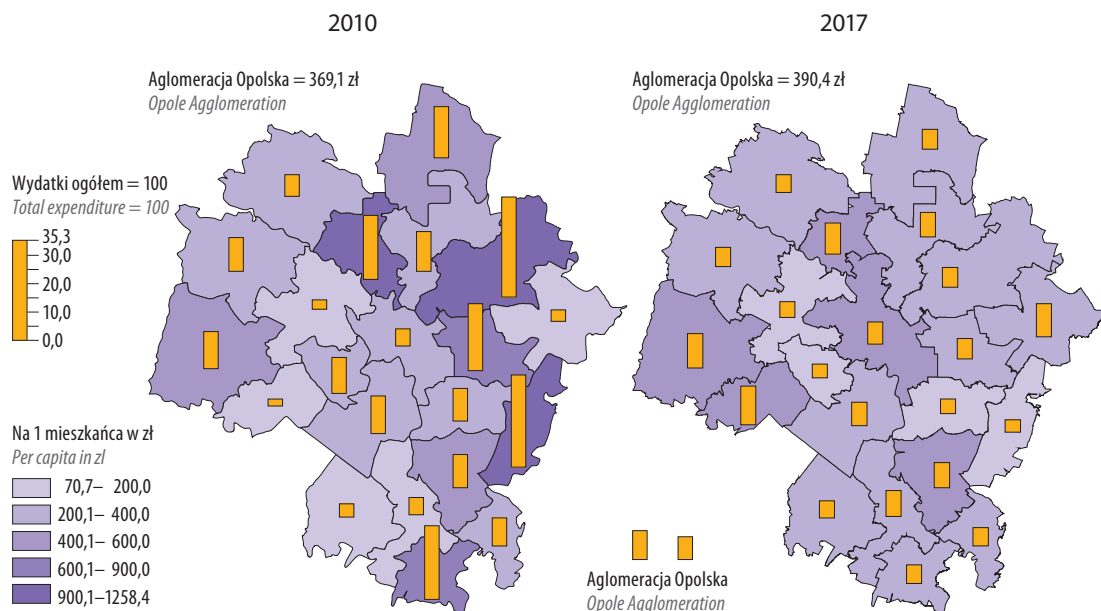 2010
2017
Aglomeracja Opolska = 369,1 zł
Opole Agglomeration
Aglomeracja Opolska = 390,4 zł
Opole Agglomeration
Wydatki ogółem = 100
Total expenditure = 100
35,3
30,0
20,0
10,0
0,0
Na 1 mieszkańca w zł
Per capita in zl
70,7– 200,0
200,1– 400,0
400,1– 600,0
600,1– 900,0
900,1–1258,4
Aglomeracja Opolska
Opole Agglomeration